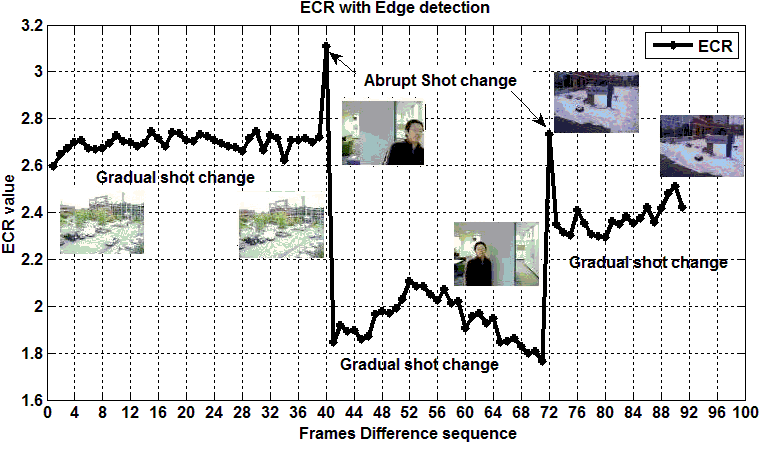 ECR with Edge detection
3.2
ECR
3
Abrupt Shot change
2.8
2.6
Gradual shot change
ECR value
2.4
2.2
Gradual shot change
2
1.8
Gradual shot change
1.6
0 4 8 12 16 20 24 28 32 36 40 44 48 52 56 60 64 68 72 76 80 84 88 92 96 100
Frames Difference sequence